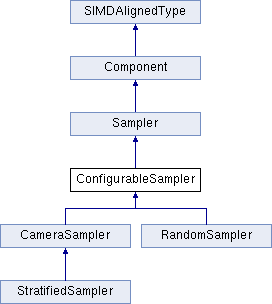 SIMDAlignedType
Component
Sampler
ConfigurableSampler
CameraSampler
RandomSampler
StratifiedSampler